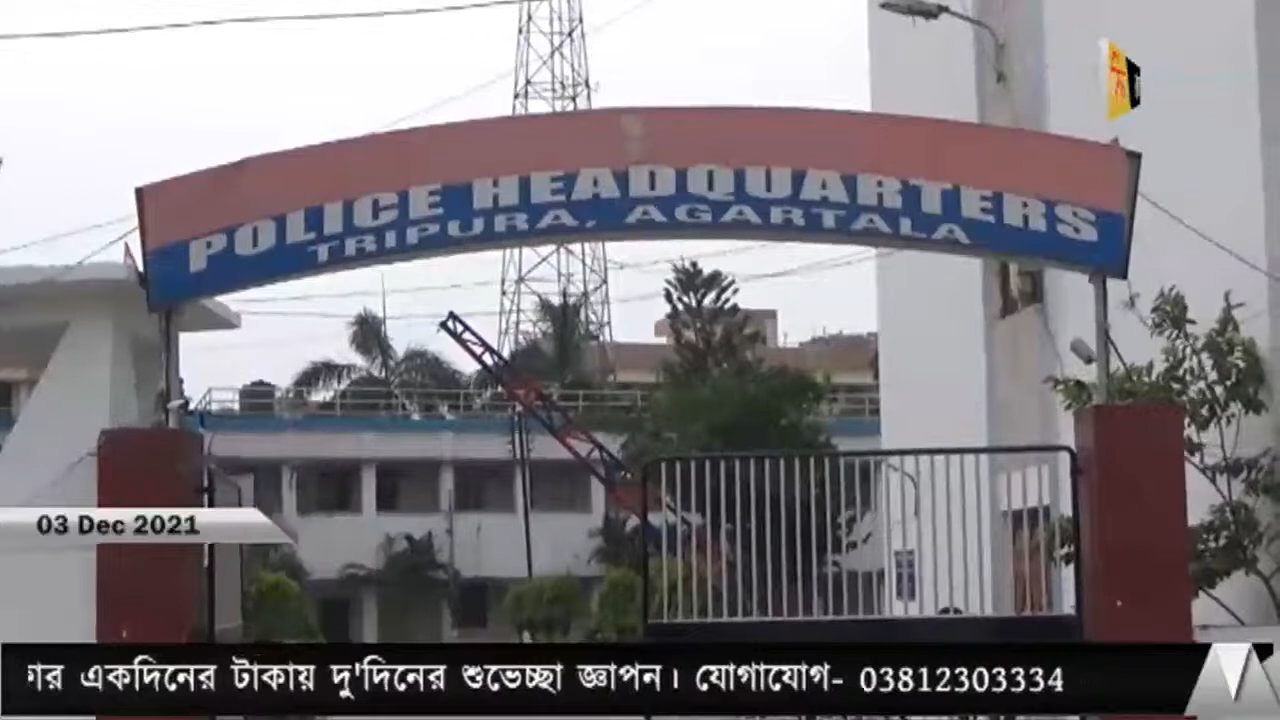 POLICE HEADQUARTERS
TRIPURA, AGARTALA
03 Dec 2021
একদিনের টাকায় দু'দিনের শুভেচ্ছা জ্ঞাপন। যোগাযোগ- 03812303334